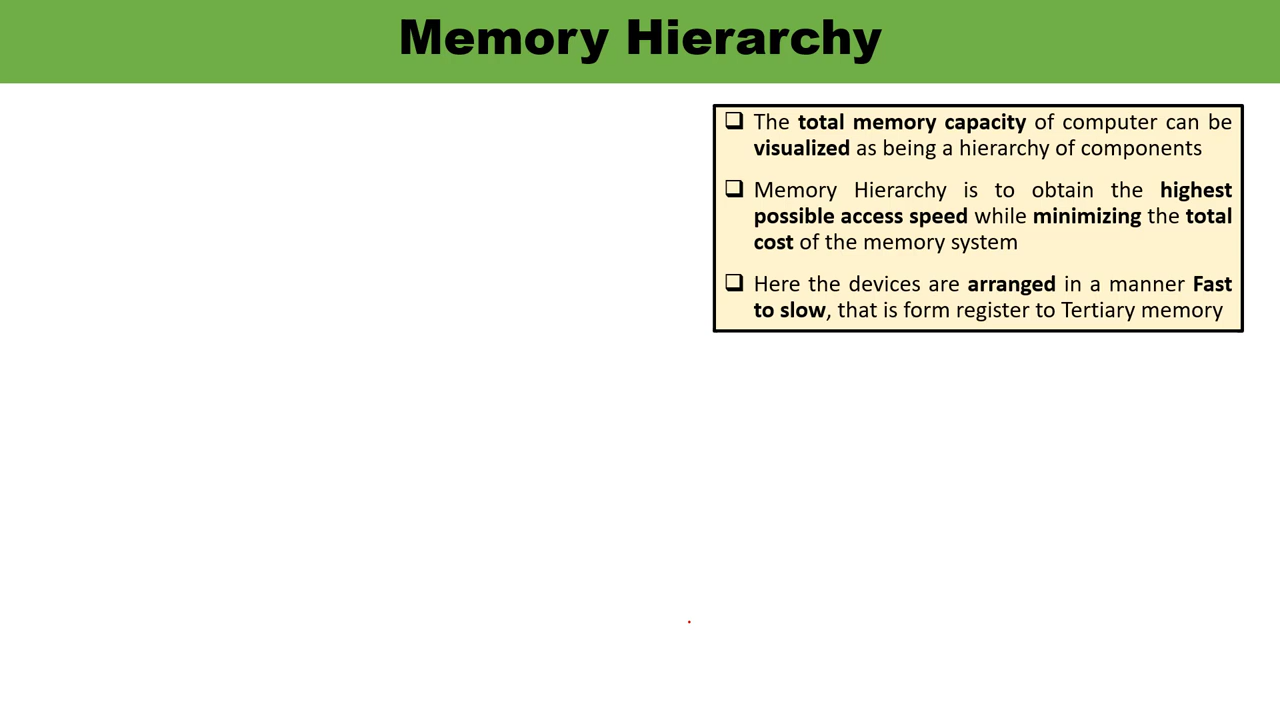 Memory Hierarchy
❑ The total memory capacity of computer can be
visualized as being a hierarchy of components
❑ Memory Hierarchy is to obtain the highest
possible access speed while minimizing the total
cost of the memory system
❑ Here the devices are arranged in a manner Fast
to slow, that is form register to Tertiary memory